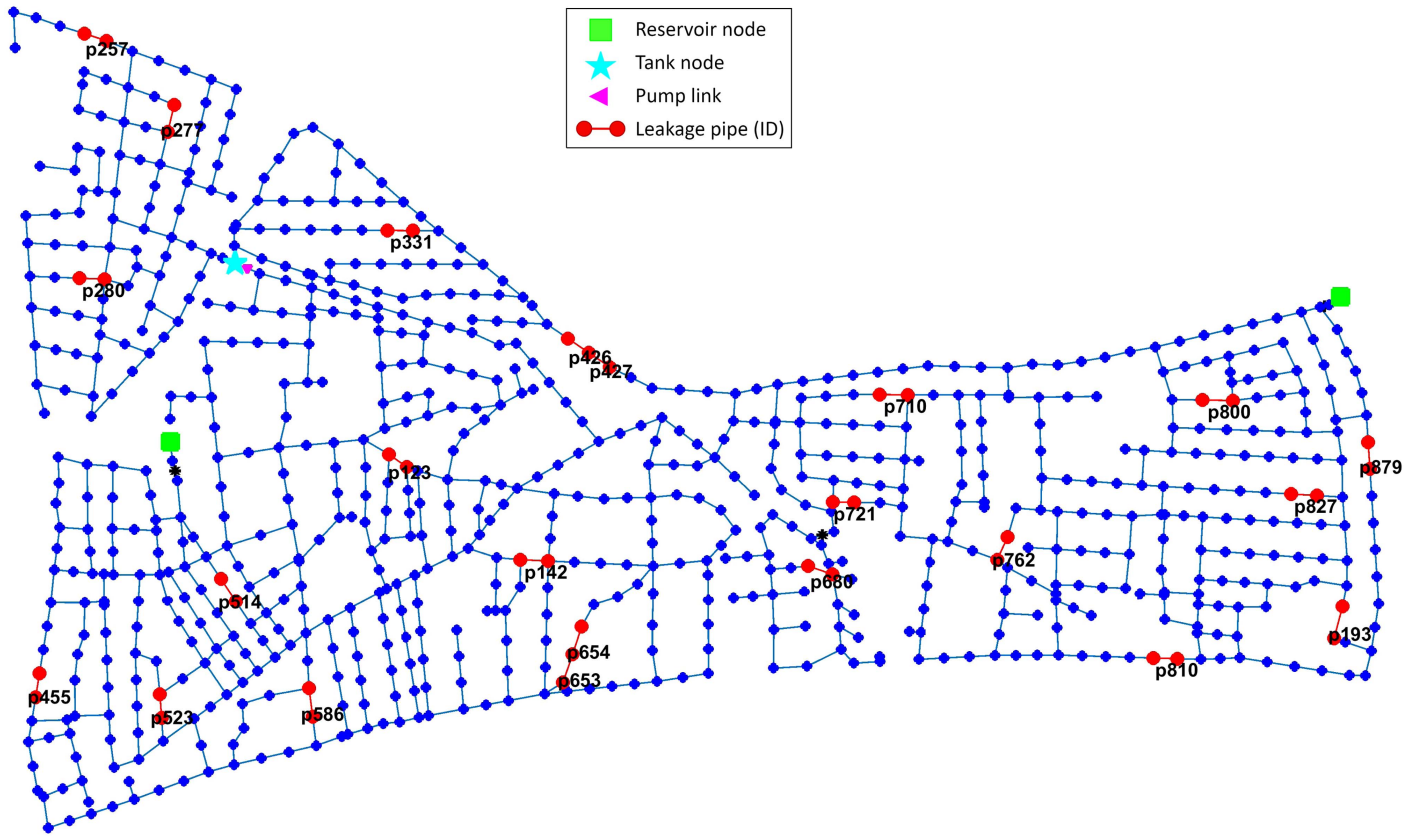 Reservoir node
Tank node
Pump link
Leakage pipe (ID)
p257
p277
p331
p280
p426
p427
p710
p800
p123
p879
p827
p721
p762
p142
p680
p514
p193
p654
p810
p653
p455
p523
p586